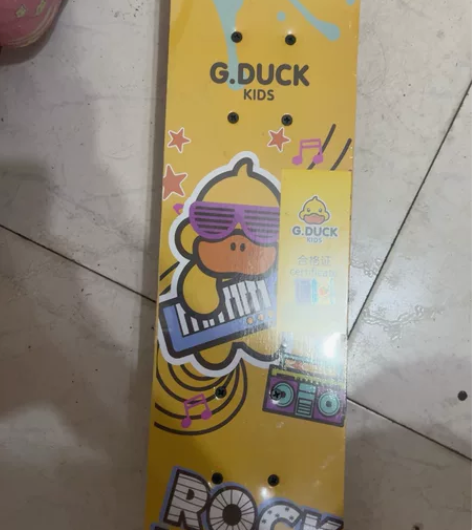 G.DUCK
KIDS
G.DUCK
KIDS
合格证
Certificate
ROCK